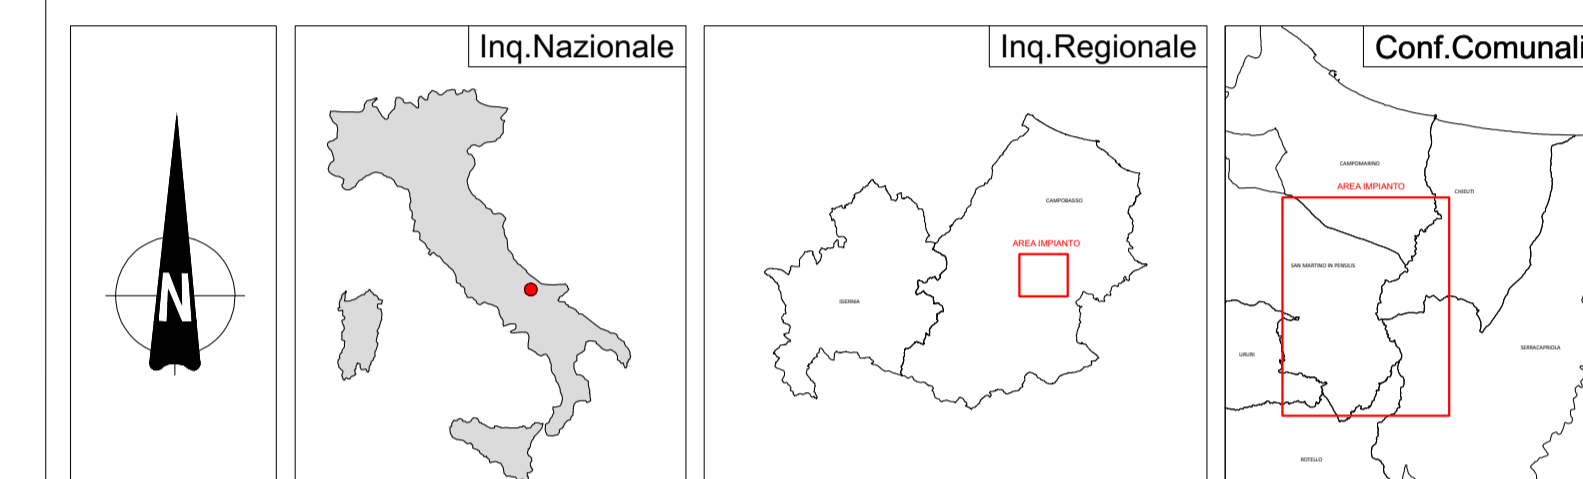 N
Inq.Nazionale
Inq.Regionale
CAMPOBASSO
AREA IMPIANTO
ISERNIA
Conf.Comunali
CAMPOMARINO
AREA IMPIANTO
CHIEUTI
SAN MARTINO IN PENSILIS
URURI
SERRACAPRIOLA
ROTELLO